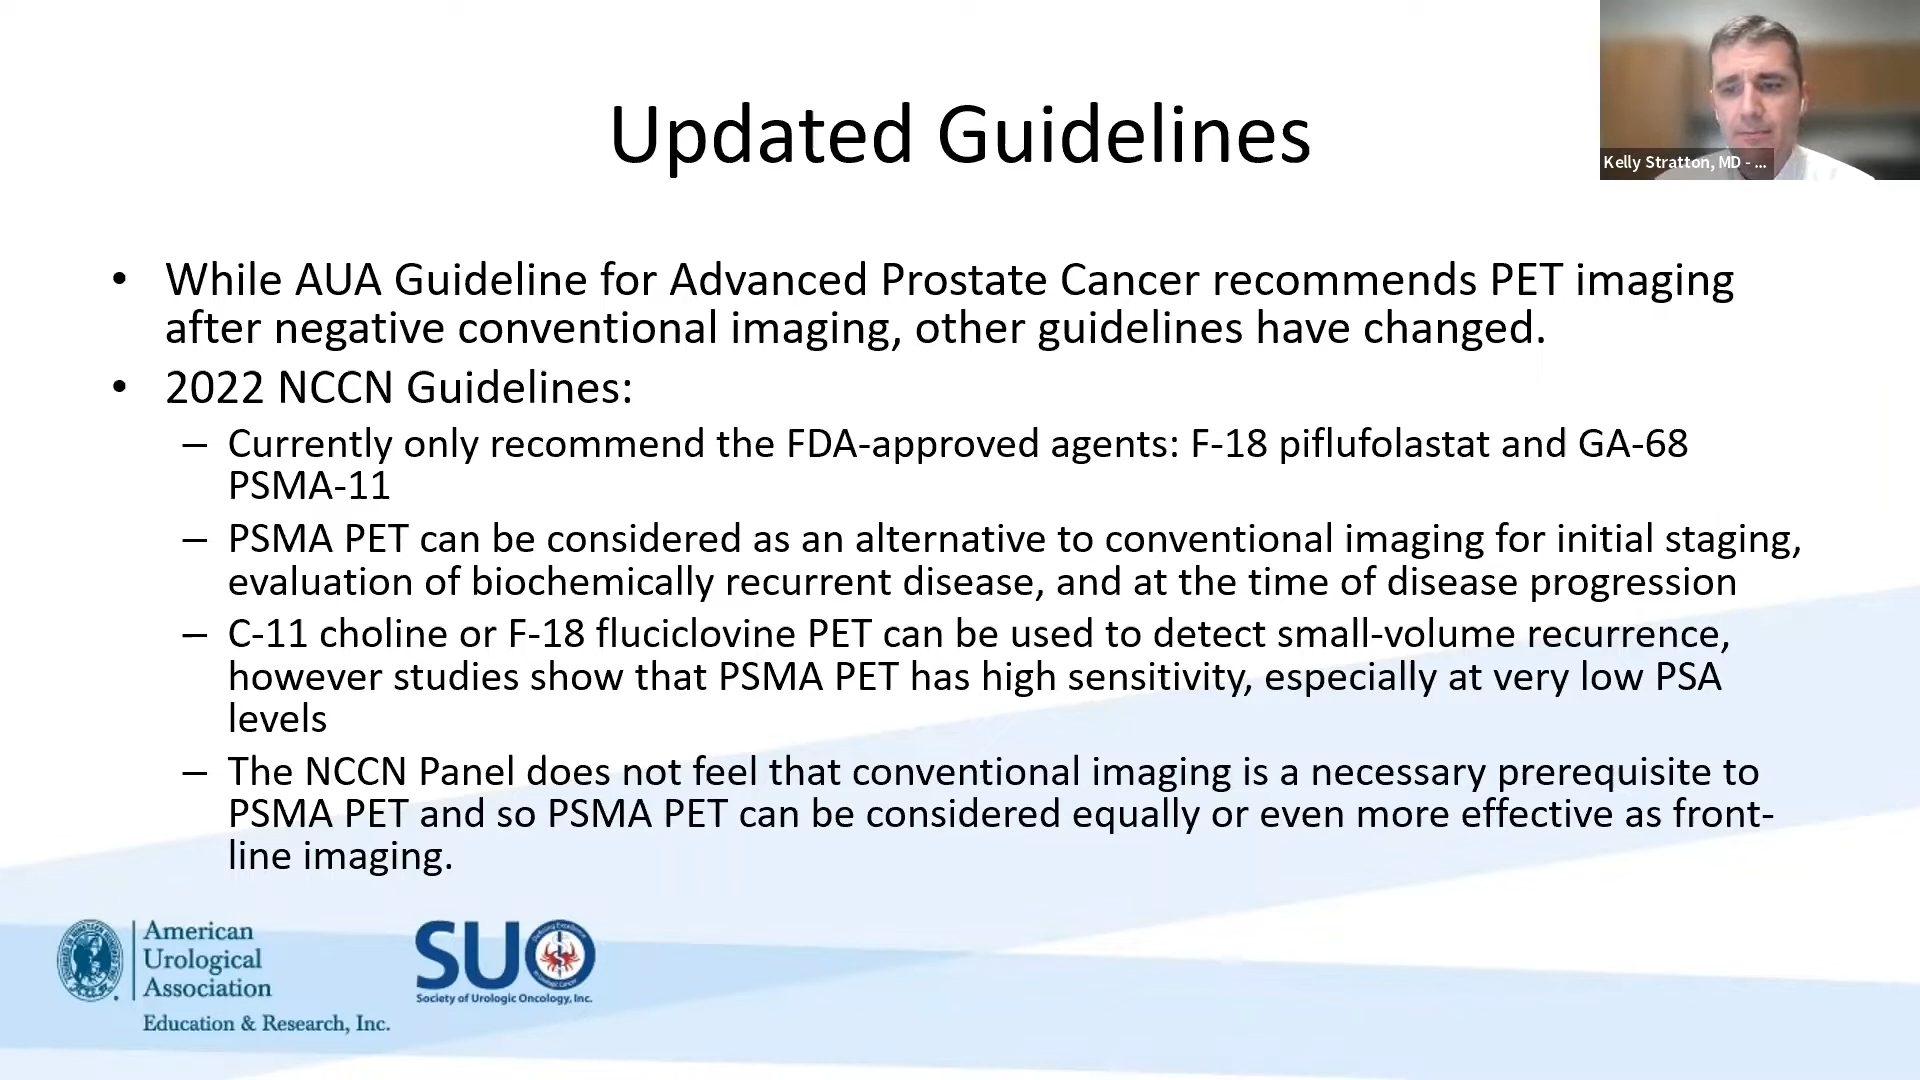 Updated Guidelines
Kelly Stratton, MD - ...
• While AUA Guideline for Advanced Prostate Cancer recommends PET imaging
after negative conventional imaging, other guidelines have changed.
• 2022 NCCN Guidelines:
– Currently only recommend the FDA-approved agents: F-18 piflufolastat and GA-68
PSMA-11
– PSMA PET can be considered as an alternative to conventional imaging for initial staging,
evaluation of biochemically recurrent disease, and at the time of disease progression
– C-11 choline or F-18 fluciclovine PET can be used to detect small-volume recurrence,
however studies show that PSMA PET has high sensitivity, especially at very low PSA
levels
– The NCCN Panel does not feel that conventional imaging is a necessary prerequisite to
PSMA PET and so PSMA PET can be considered equally or even more effective as front-
line imaging.
American
Urological
Association
Education & Research, Inc.
SUO
Society of Urologic Oncology, Inc.